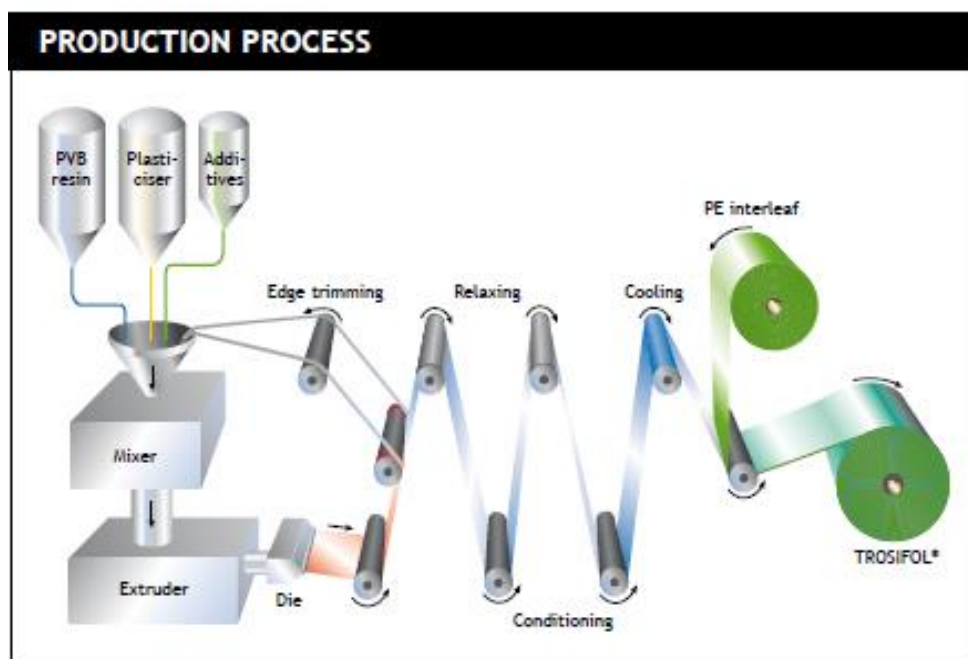 PRODUCTION PROCESS
PVB
resin
Plasti-
ciser
Addi-
tives
PE interleaf
Edge trimming
Relaxing
Cooling
Mixer
Extruder
Die
Conditioning
TROSIFOL®